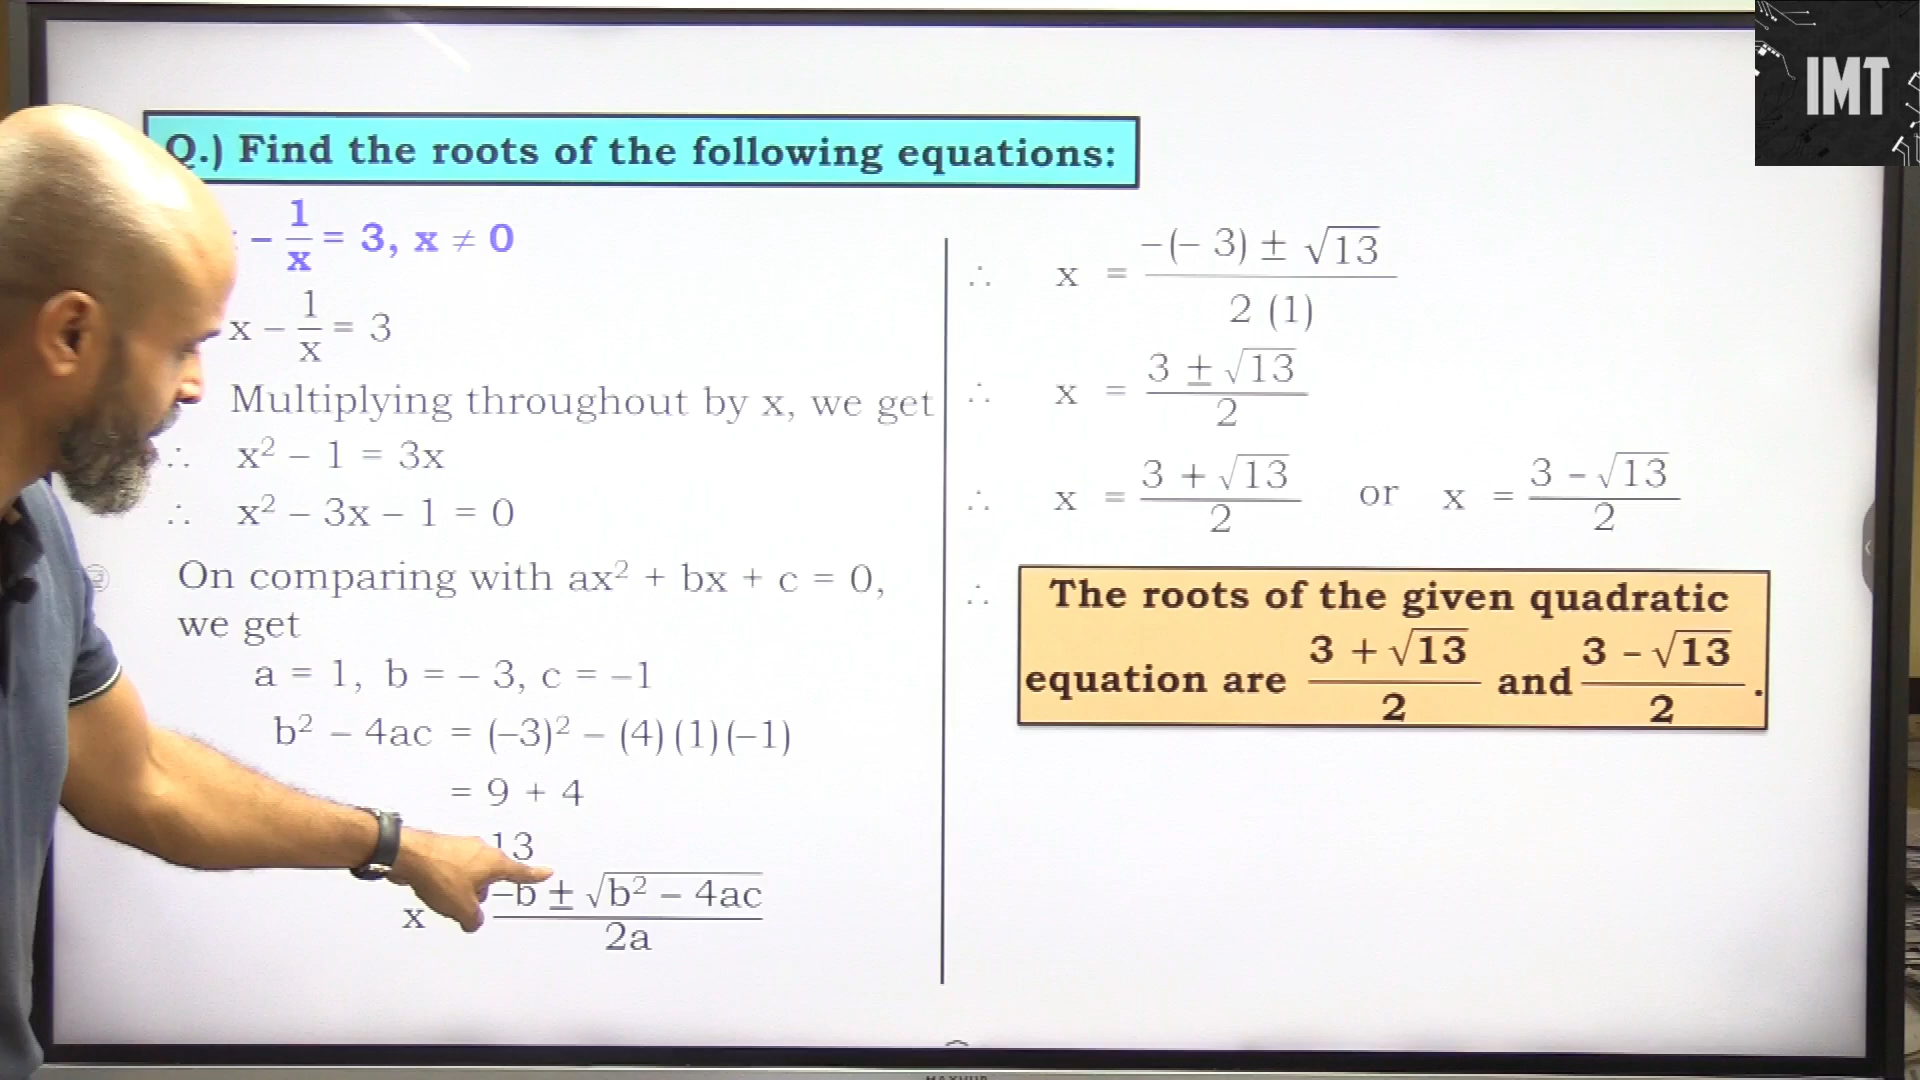 IMT
Q.) Find the roots of the following equations:
– 1/x = 3, x ≠ 0
x – 1/x = 3
Multiplying throughout by x, we get
∴ x² – 1 = 3x
∴ x² – 3x – 1 = 0
On comparing with ax² + bx + c = 0,
we get
a = 1, b = – 3, c = –1
b² – 4ac = (–3)² – (4)(1)(–1)
= 9 + 4
13
x –b ± √(b² – 4ac) / 2a
∴ x = –(– 3) ± √13 / 2 (1)
∴ x = 3 ± √13 / 2
∴ x = 3 + √13 / 2 or x = 3 – √13 / 2
∴ The roots of the given quadratic
equation are 3 + √13 / 2 and 3 – √13 / 2.